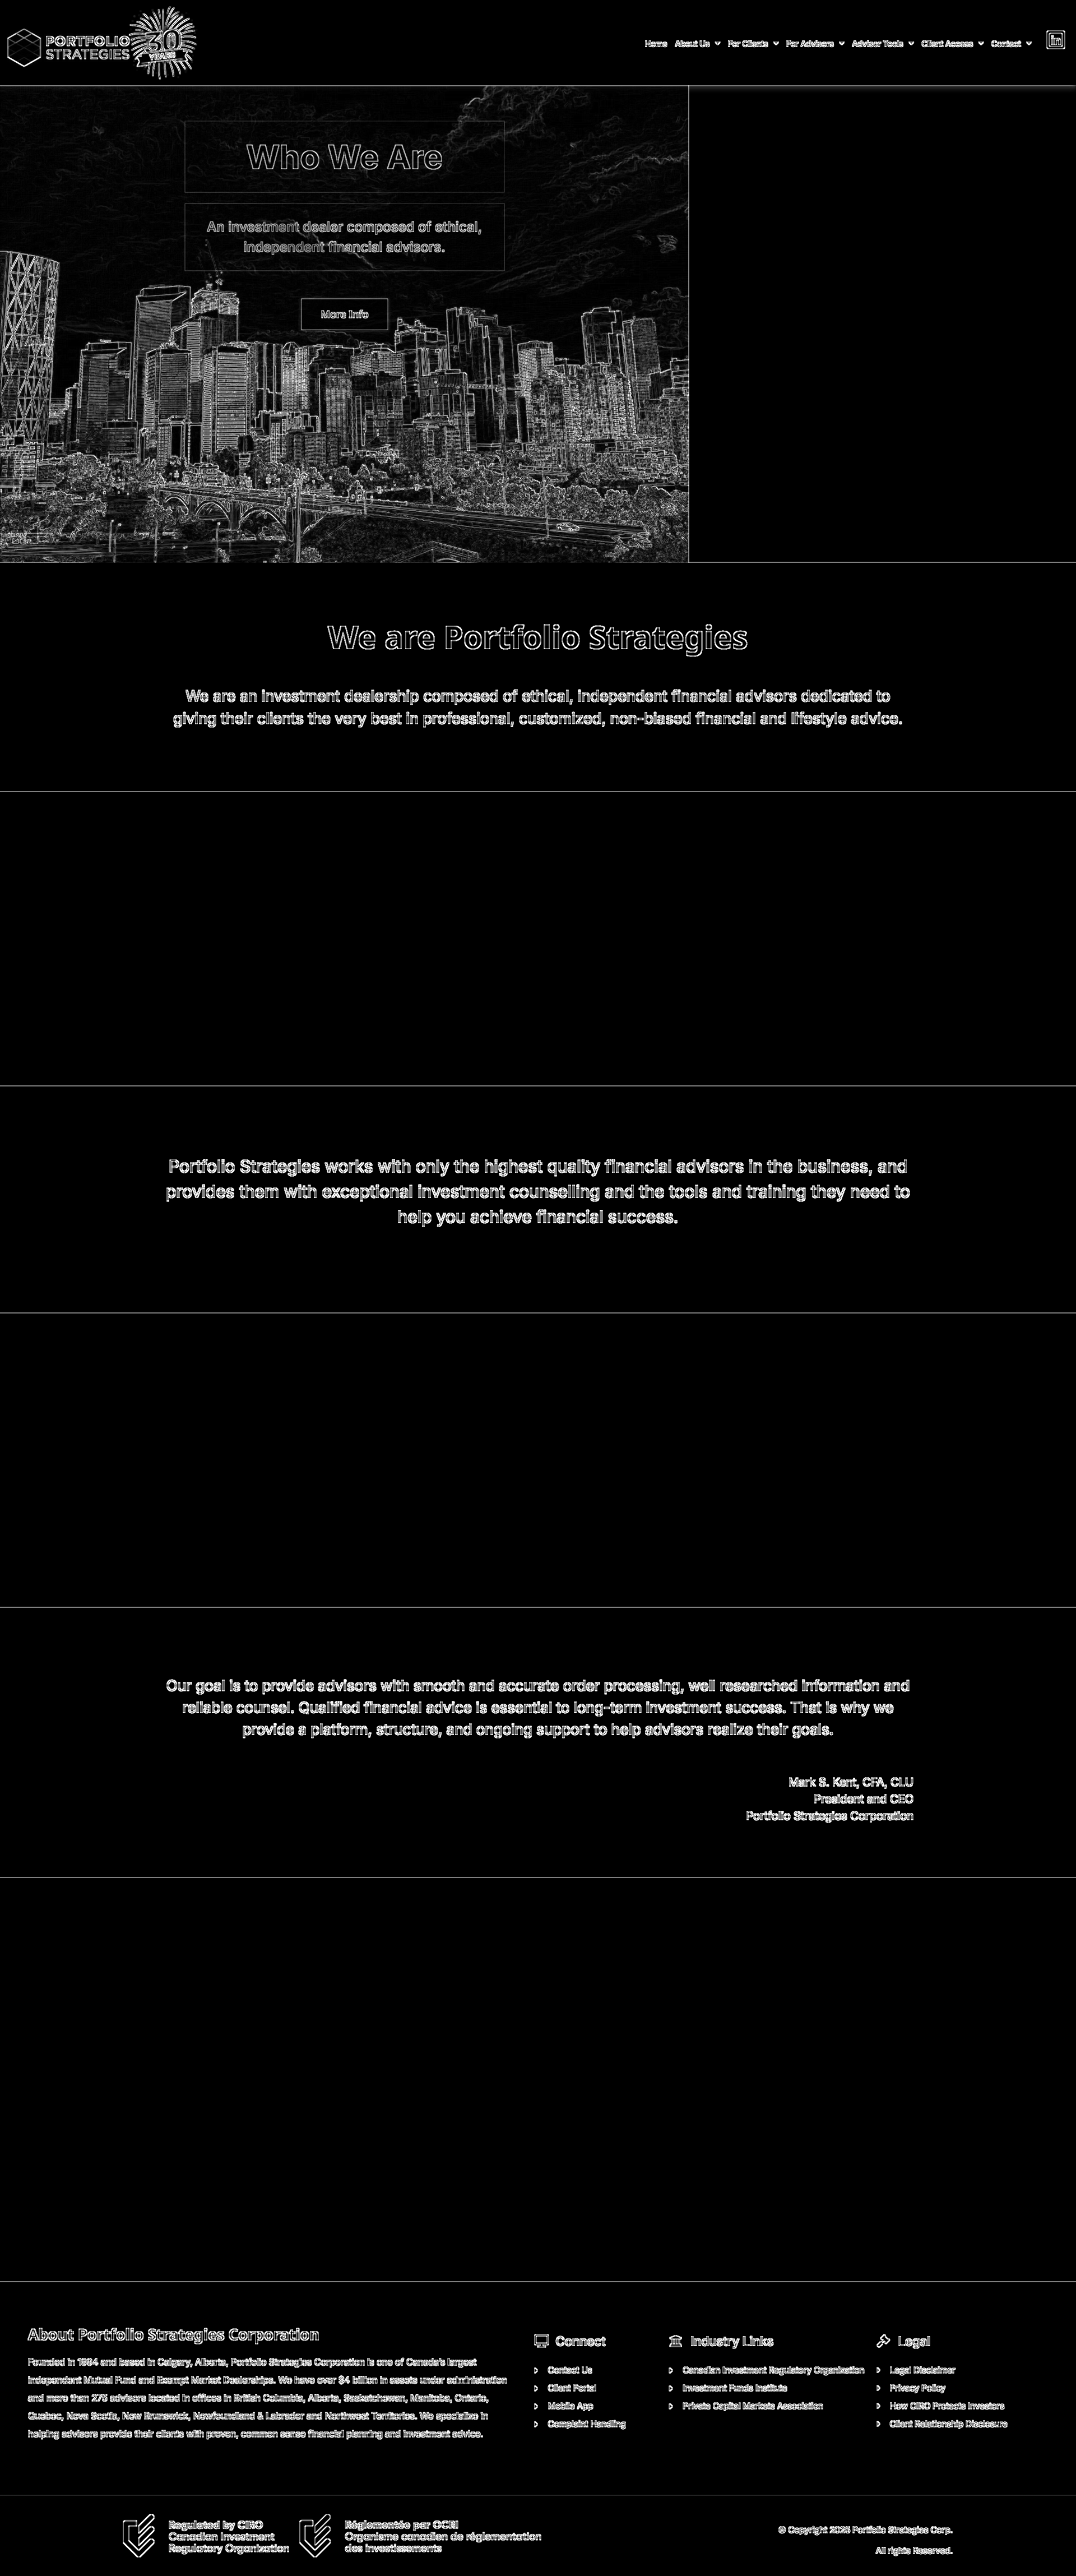 PORTFOLIO
STRATEGIES
30
YEARS
Home About Us For Clients For Advisors Advisor Tools Client Access Contact
in
Who We Are
An investment dealer composed of ethical,
independent financial advisors.
More Info
We are Portfolio Strategies
We are an investment dealership composed of ethical, independent financial advisors dedicated to
giving their clients the very best in professional, customized, non-biased financial and lifestyle advice.
Portfolio Strategies works with only the highest quality financial advisors in the business, and
provides them with exceptional investment counselling and the tools and training they need to
help you achieve financial success.
Our goal is to provide advisors with smooth and accurate order processing, well researched information and
reliable counsel. Qualified financial advice is essential to long-term investment success. That is why we
provide a platform, structure, and ongoing support to help advisors realize their goals.
Mark S. Kent, CFA, CLU
President and CEO
Portfolio Strategies Corporation
About Portfolio Strategies Corporation
Founded in 1994 and based in Calgary, Alberta, Portfolio Strategies Corporation is one of Canada's largest
independent Mutual Fund and Exempt Market Dealerships. We have over $4 billion in assets under administration
and more than 275 advisors located in offices in British Columbia, Alberta, Saskatchewan, Manitoba, Ontario,
Quebec, Nova Scotia, New Brunswick, Newfoundland & Labrador and Northwest Territories. We specialize in
helping advisors provide their clients with proven, common sense financial planning and investment advice.
Connect
Contact Us
Client Portal
Mobile App
Complaint Handling
Industry Links
Canadian Investment Regulatory Organization
Investment Funds Institute
Private Capital Markets Association
Legal
Legal Disclaimer
Privacy Policy
How CIRO Protects Investors
Client Relationship Disclosure
Regulated by CIRO
Canadian Investment
Regulatory Organization
Réglementée par OCRI
Organisme canadien de réglementation
des investissements
© Copyright 2025 Portfolio Strategies Corp.
All rights Reserved.